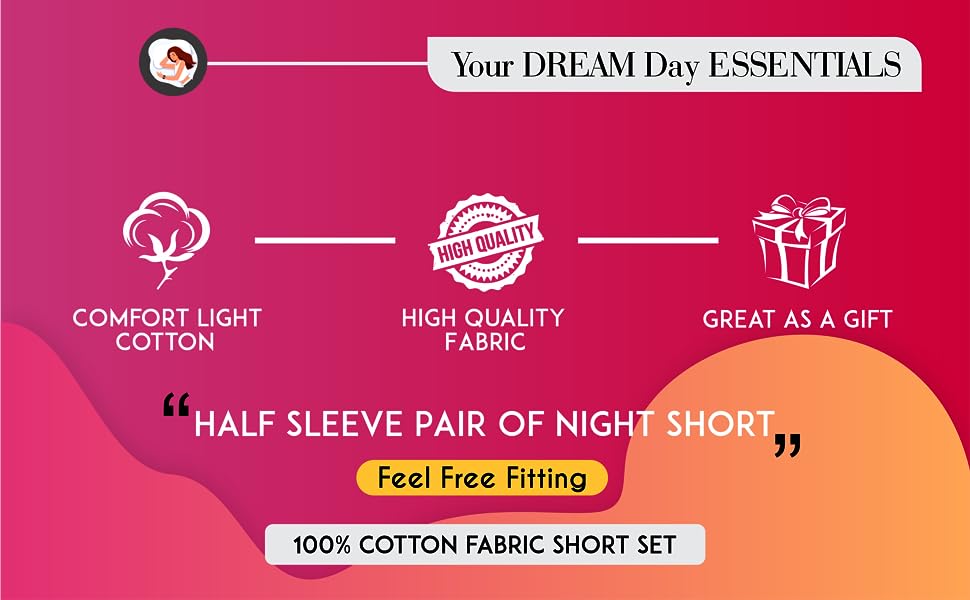 Your DREAM Day ESSENTIALS
HIGH QUALITY
COMFORT LIGHT
COTTON
HIGH QUALITY
FABRIC
GREAT AS A GIFT
“HALF SLEEVE PAIR OF NIGHT SHORT”
Feel Free Fitting
100% COTTON FABRIC SHORT SET